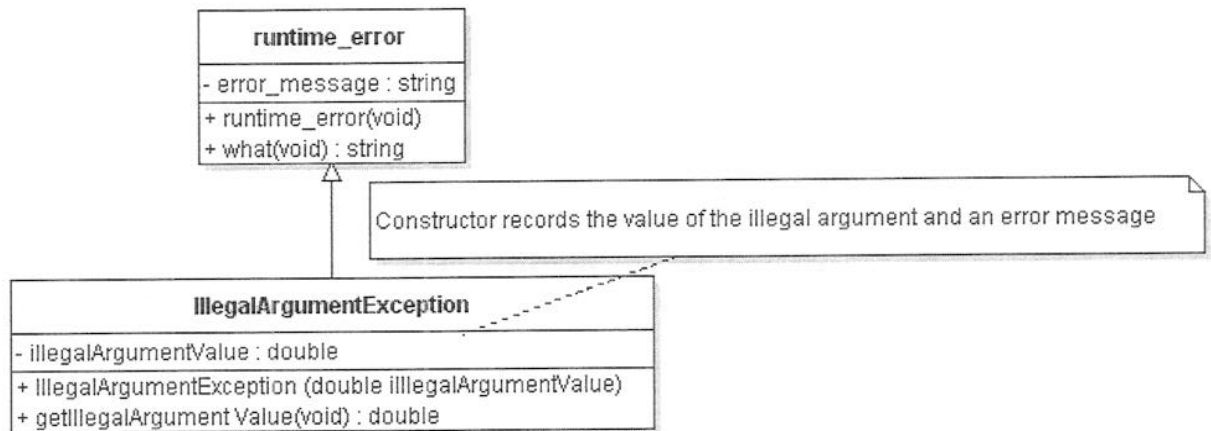 runtime_error
- error_message : string
+ runtime_error(void)
+ what(void) : string
Constructor records the value of the illegal argument and an error message
IllegalArgumentException
- illegalArgumentValue : double
+ IllegalArgumentException (double illlegalArgumentValue)
+ getIllegalArgument Value(void) : double